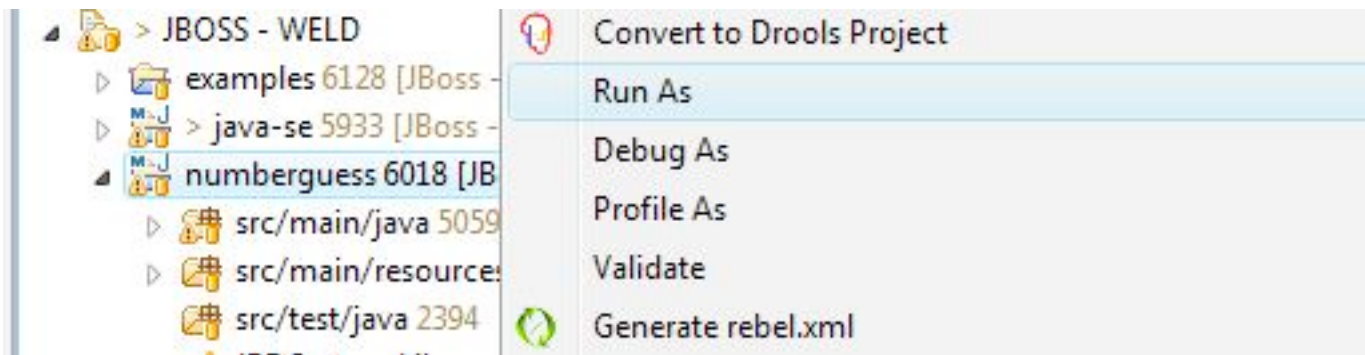 > JBOSS - WELD
examples 6128 [JBoss -
> java-se 5933 [JBoss -
numberguess 6018 [JB
src/main/java 5059
src/main/resources
src/test/java 2394
Convert to Drools Project
Run As
Debug As
Profile As
Validate
Generate rebel.xml